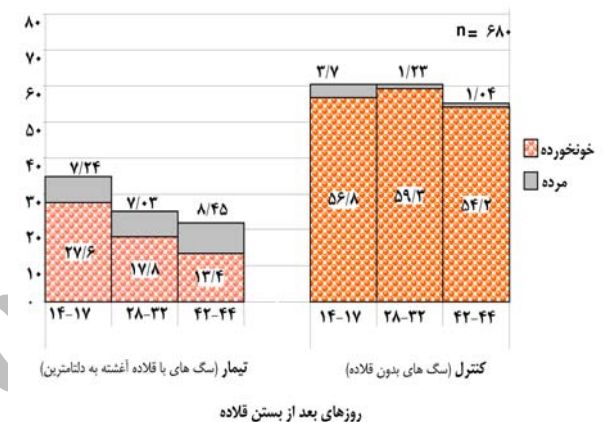 ۸۰
۷۰
۶۰
۵۰
۴۰
۳۰
۲۰
۱۰
۰
n= ۶۸۰
۷/۲۴
۷/۰۳
۸/۴۵
۲۷/۶
۱۷/۸
۱۳/۴
۳/۷
۱/۲۳
۱/۰۴
۵۶/۸
۵۹/۳
۵۴/۲
خونخورده
مرده
۱۴-۱۷ ۲۸-۳۲ ۴۲-۴۴
۱۴-۱۷ ۲۸-۳۲ ۴۲-۴۴
تیمار (سگ های با قلاده آغشته به دلتامترین)
کنترل (سگ های بدون قلاده)
روزهای بعد از بستن قلاده